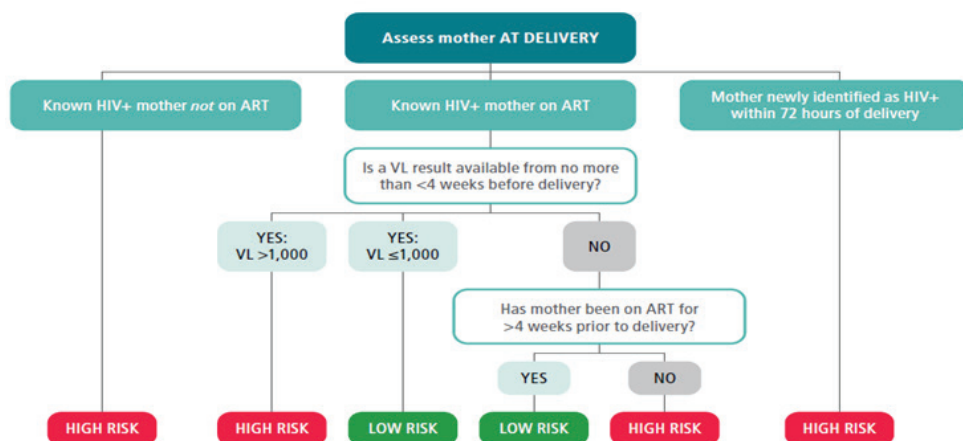 Assess mother AT DELIVERY
Known HIV+ mother not on ART
Known HIV+ mother on ART
Mother newly identified as HIV+
within 72 hours of delivery
Is a VL result available from no more
than <4 weeks before delivery?
YES:
VL >1,000
YES:
VL ≤1,000
NO
Has mother been on ART for
>4 weeks prior to delivery?
YES
NO
HIGH RISK
HIGH RISK
LOW RISK
LOW RISK
HIGH RISK
HIGH RISK